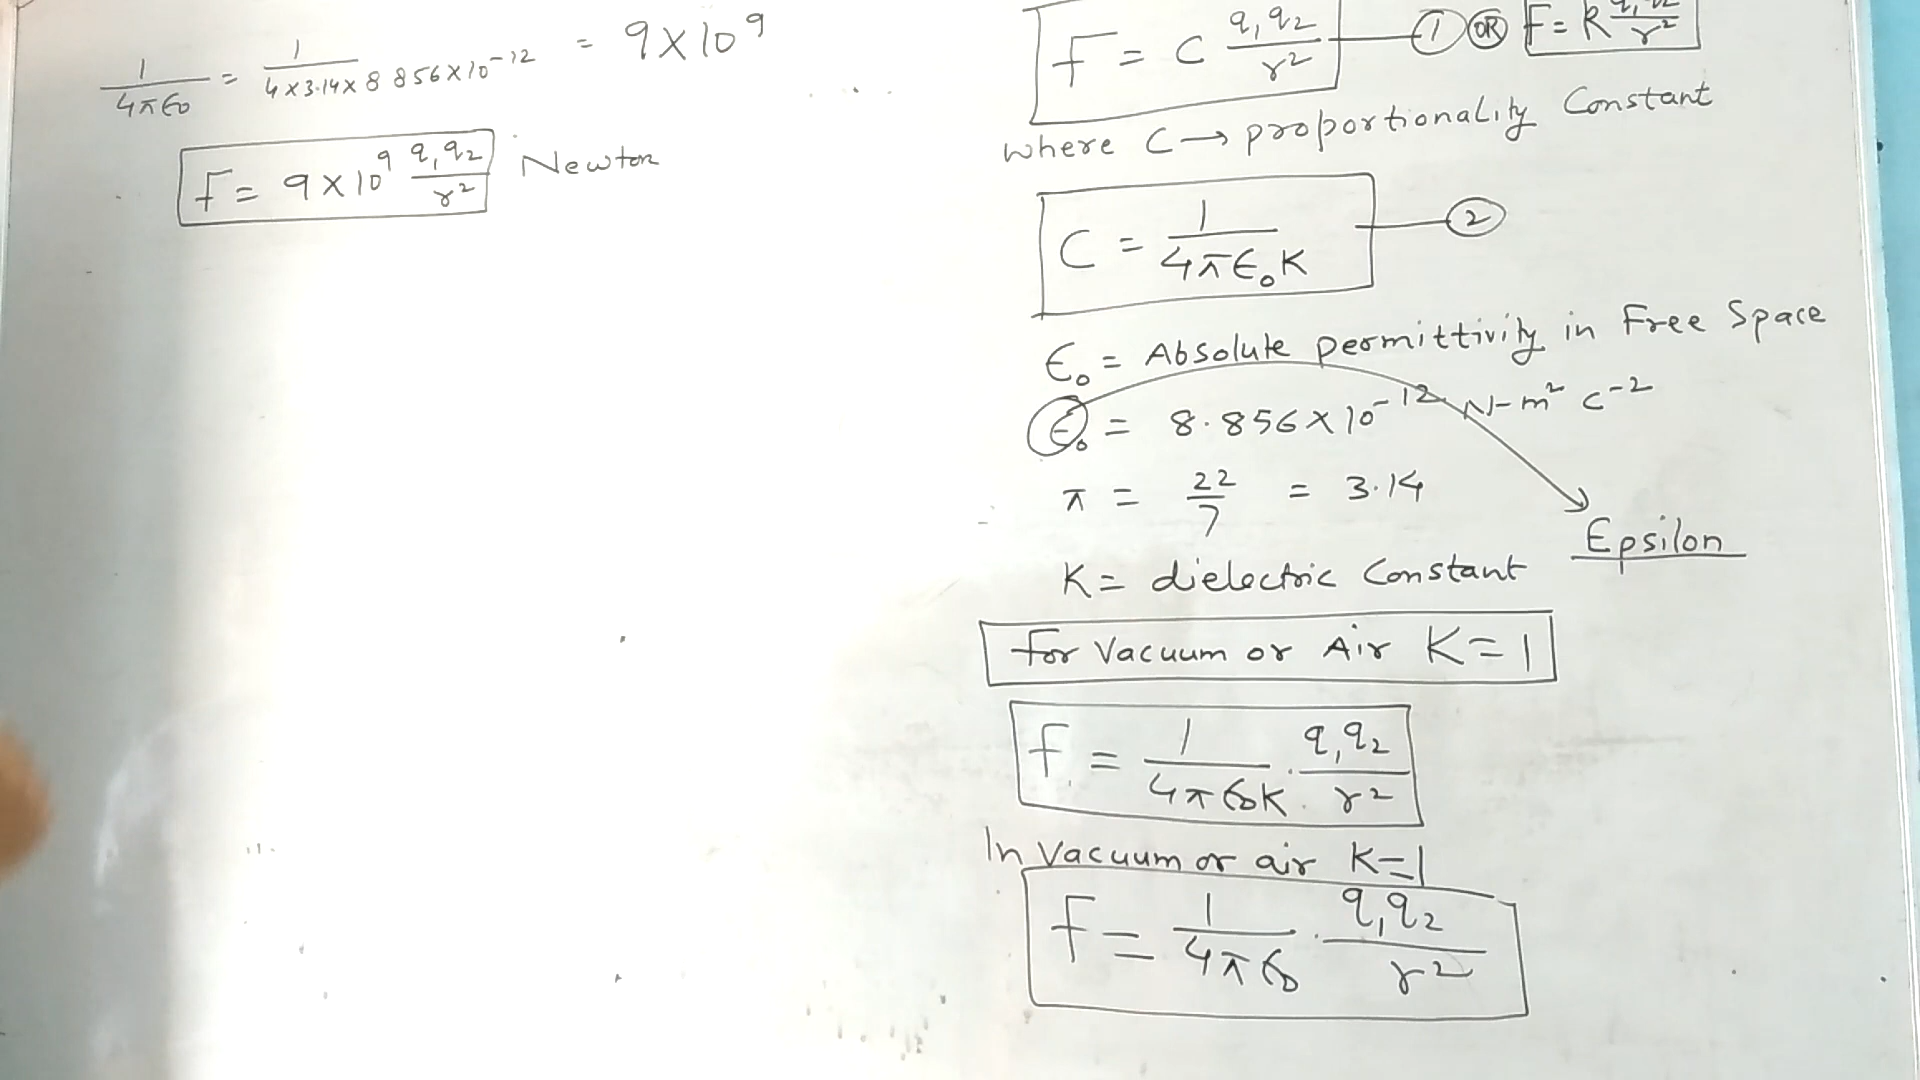 1/4πϵ₀ = 1/4×3.14×8 856×10⁻¹² = 9×10⁹
F = 9×10⁹ q₁q₂/r² Newton
F = C q₁q₂/r² — ① OR F = K q₁q₂/r²
where C → proportionality Constant
C = 1/4πϵ₀K — ②
ϵ₀ = Absolute permittivity in Free Space
ϵ₀ = 8.856×10⁻¹² N-m² C⁻²
π = 22/7 = 3.14
Epsilon
K = dielectric Constant
For Vacuum or Air K = 1
F = 1/4πϵ₀K . q₁q₂/r²
In Vacuum or air K=1
F = 1/4πϵ₀ . q₁q₂/r²